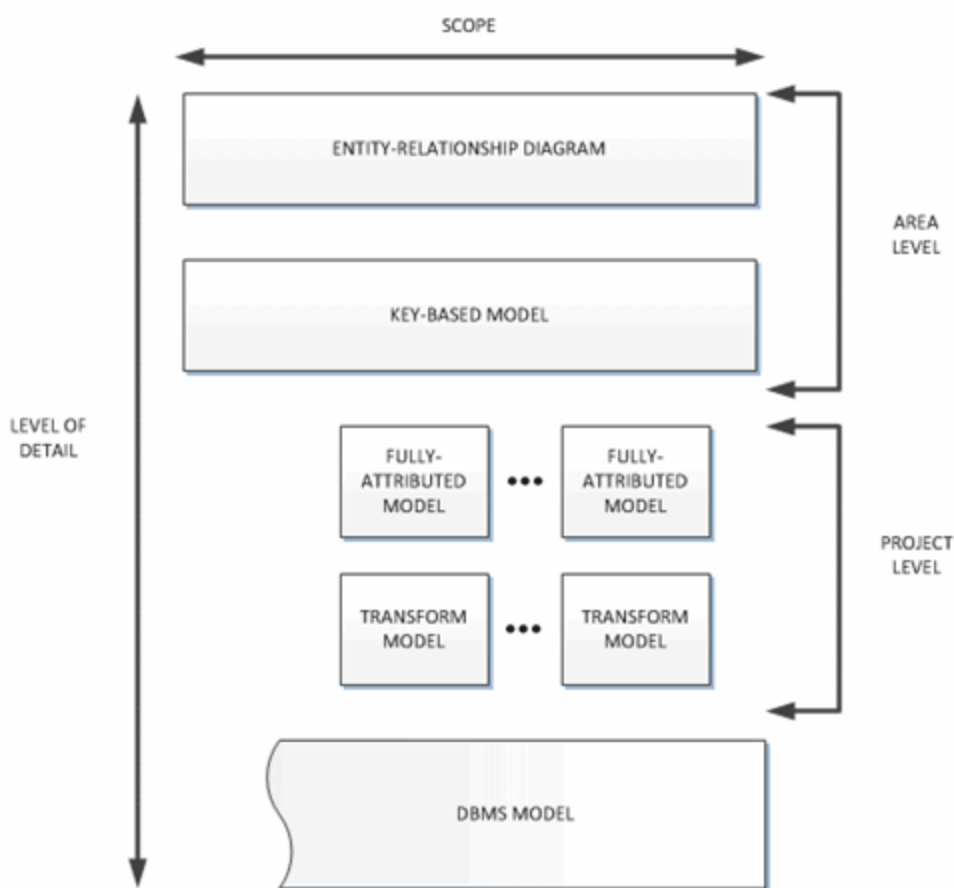 SCOPE
ENTITY-RELATIONSHIP DIAGRAM
AREA
LEVEL
KEY-BASED MODEL
LEVEL OF
DETAIL
FULLY-
ATTRIBUTED
MODEL
•••
FULLY-
ATTRIBUTED
MODEL
PROJECT
LEVEL
TRANSFORM
MODEL
•••
TRANSFORM
MODEL
DBMS MODEL